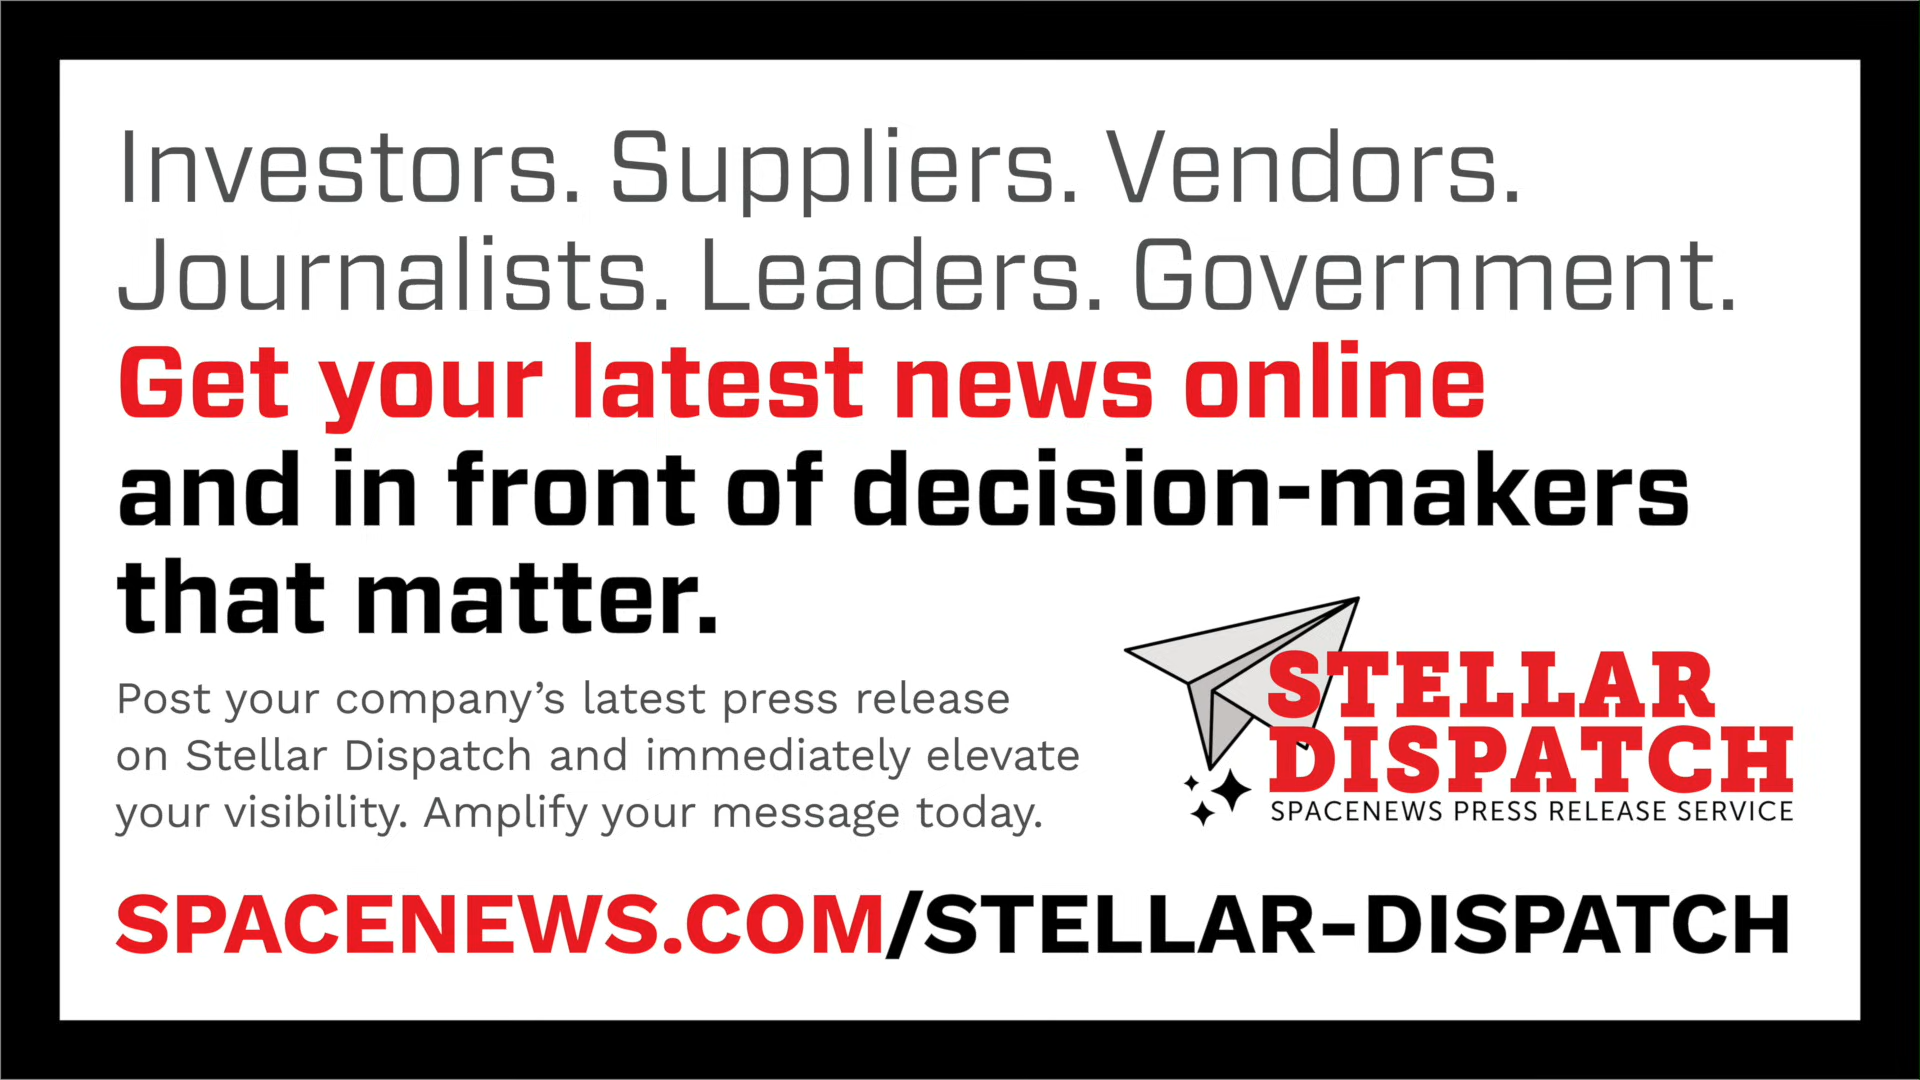 Investors. Suppliers. Vendors.
Journalists. Leaders. Government.
Get your latest news online
and in front of decision-makers
that matter.
Post your company’s latest press release
on Stellar Dispatch and immediately elevate
your visibility. Amplify your message today.
STELLAR
DISPATCH
SPACENEWS PRESS RELEASE SERVICE
SPACENEWS.COM/STELLAR-DISPATCH